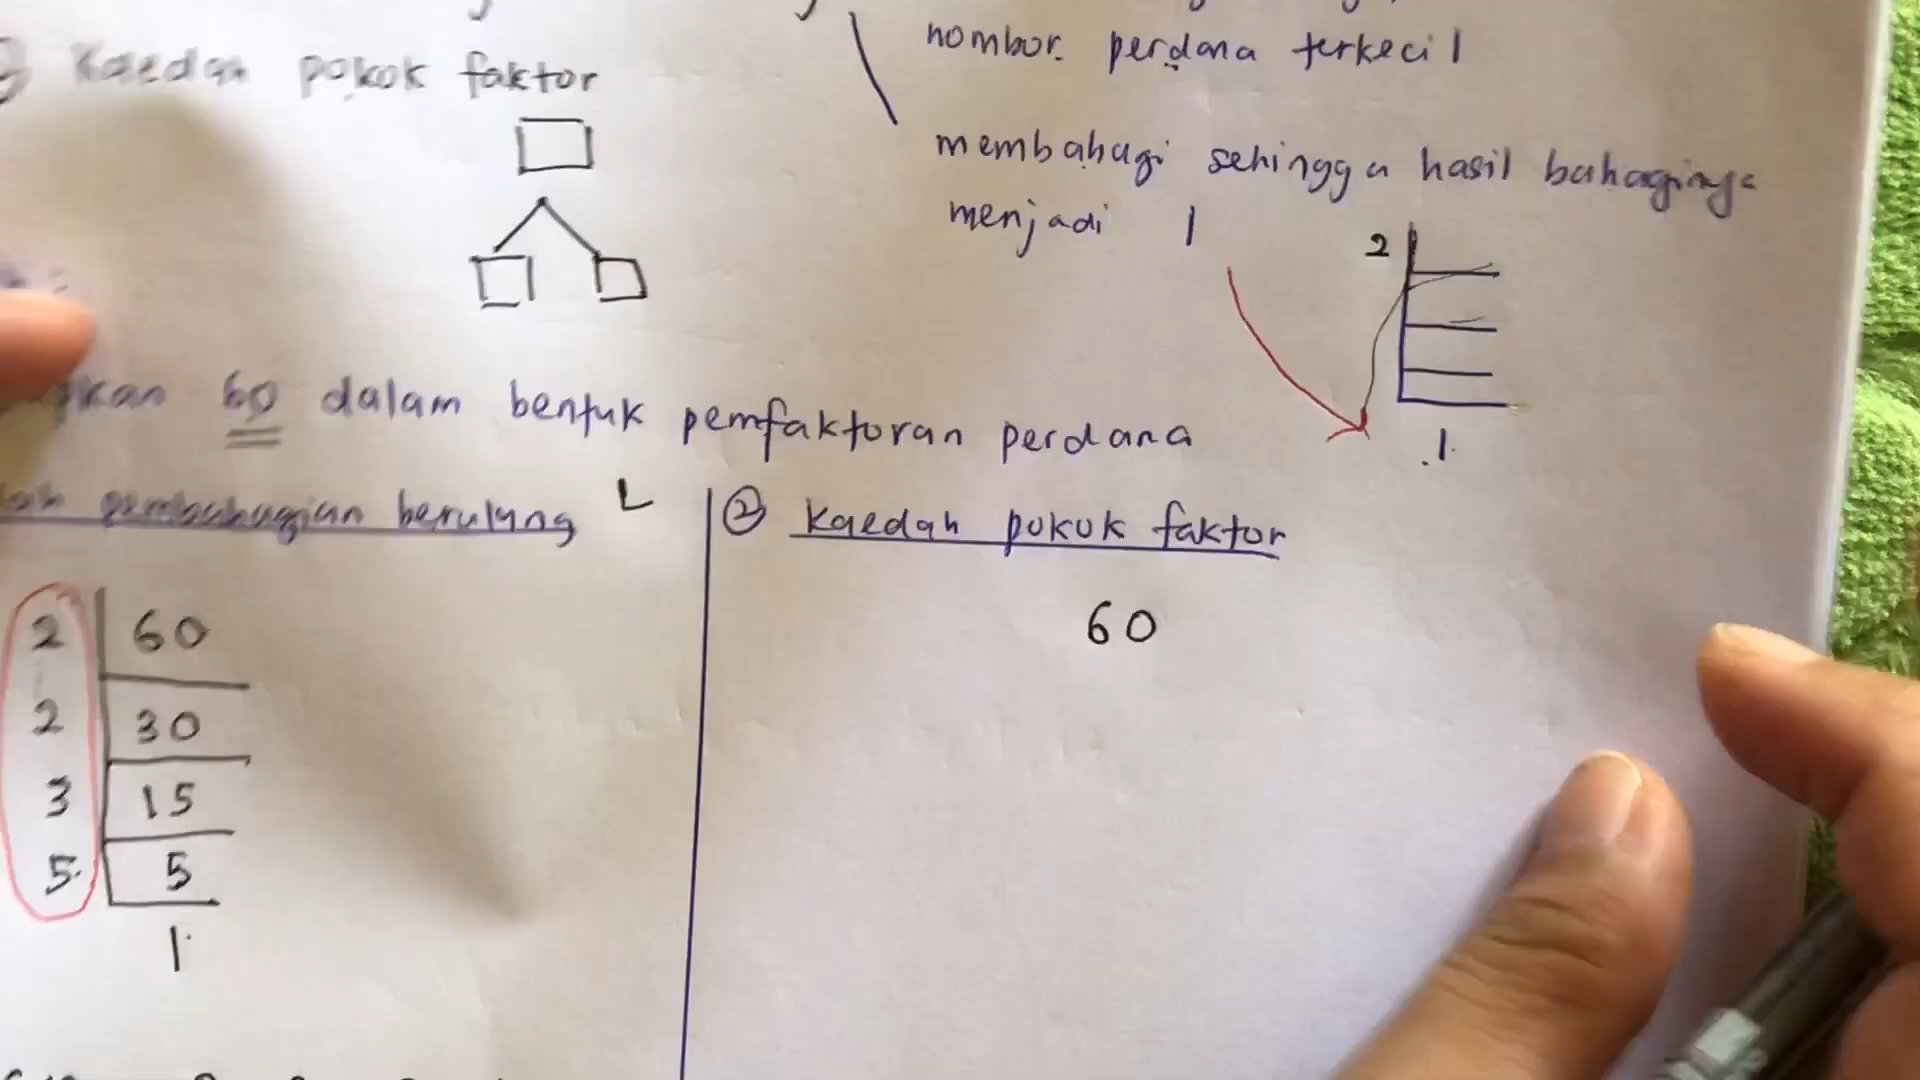 nombor perdana terkecil
Kaedah pokok faktor
membahagi sehingga hasil bahaginya
menjadi 1
2
1
60 dalam bentuk pemfaktoran perdana
pembahagian berulang
② Kaedah pokok faktor
60
2 60
2 30
3 15
5 5
1